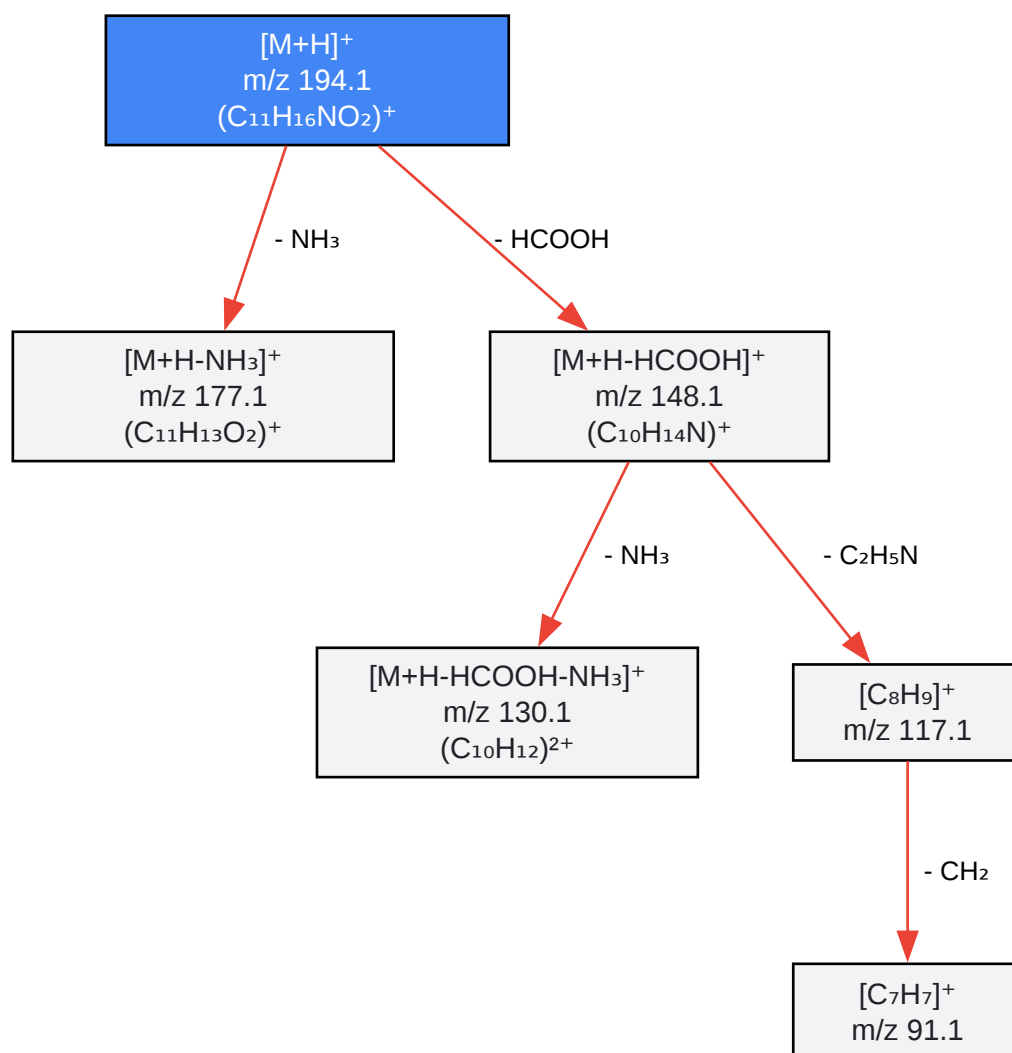 [M+H]⁺
m/z 194.1
(C₁₁H₁₆NO₂)⁺
- NH₃
- HCOOH
[M+H-NH₃]⁺
m/z 177.1
(C₁₁H₁₃O₂)⁺
[M+H-HCOOH]⁺
m/z 148.1
(C₁₀H₁₄N)⁺
- NH₃
- C₂H₅N
[M+H-HCOOH-NH₃]⁺
m/z 130.1
(C₁₀H₁₂)²⁺
[C₈H₉]⁺
m/z 117.1
- CH₂
[C₇H₇]⁺
m/z 91.1